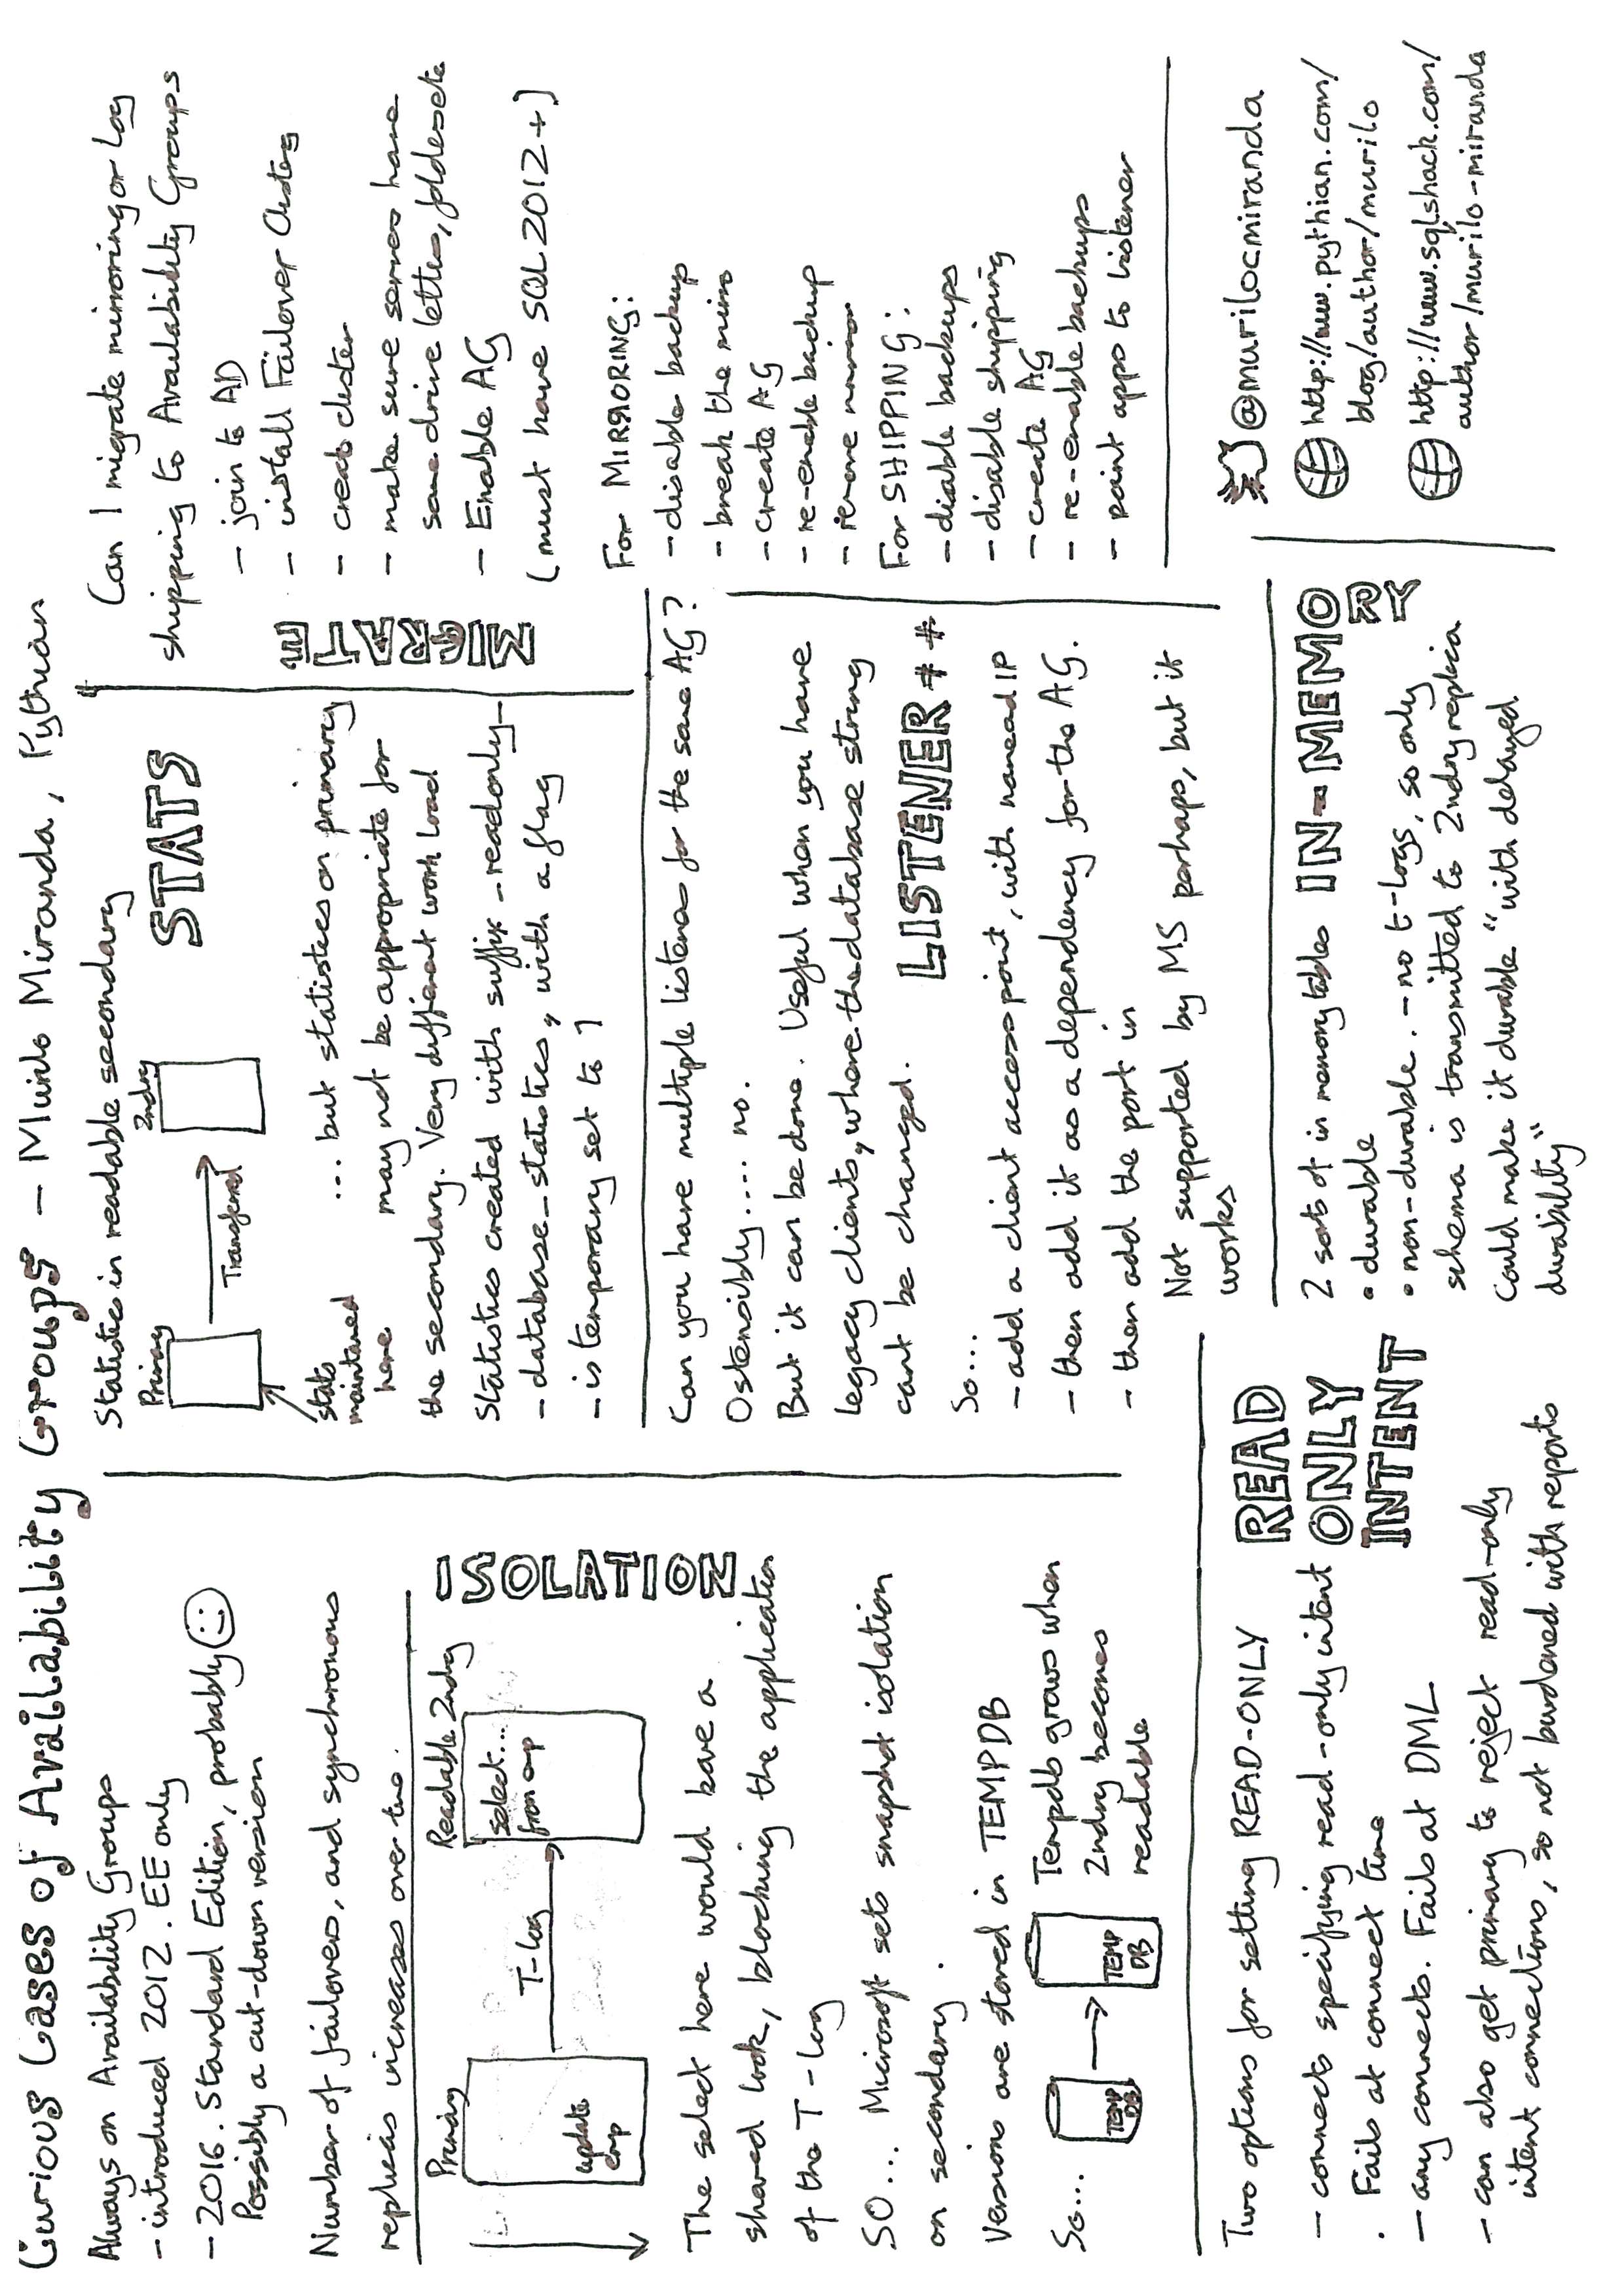 Curious Cases of Availability Groups - Murilo Miranda, Pythian
Always on Availability Groups
- introduced 2012. EE only
- 2016. Standard Edition, probably
Possibly a cut-down version
Number of failovers, and synchronous
replicas increases over time.
Primary
Readable 2ndry
T-log
select...
from emp
update
emp
ISOLATION
The select here would have a
shared lock, blocking the application
of the T-log
SO... Microsoft sets snapshot isolation
on secondary.
Versions are stored in TEMPDB
So...
TEMP
DB
TEMP
DB
Tempdb grows when
2ndry becomes
readable
Two options for setting READ-ONLY
- connects specifying read-only intent
. Fails at connect time
- any connects. Fails at DML
- can also get primary to reject read-only
intent connections, so not burdened with reports
READ
ONLY
INTENT
Statistics in readable secondary
Primary
2ndry
Transferred
STATS
stats
maintained
here
... but statistics on primary
may not be appropriate for
the secondary. Very different work load
Statistics created with suffix _readonly_
_database_statistics, with a flag
_is temporary set to 1
Can you have multiple listeners for the same AG?
Ostensibly.... no.
But it can be done. Useful when you have
legacy clients, where the database string
cant be changed.
LISTENER++
So...
- add a client access point, with name and IP
- then add it as a dependency for the AG.
- then add the port in
Not supported by MS perhaps, but it
works
2 sorts of in memory tables
IN-MEMORY
• durable
• non-durable. - no t-logs, so only
schema is transmitted to 2ndry replica
Could make it durable "with delayed
durability"
Can I migrate mirroring or log
shipping to Availability Groups
MIGRATE
- join to AD
- install Failover Clustering
- create cluster
- make sure servers have
same drive letters, folders etc
- Enable AG
(must have SQL 2012+)
For MIRRORING:
- disable backup
- break the mirror
- create AG
- re-enable backup
- remove mirror
For SHIPPING:
- diable backups
- disable shipping
- create AG
- re-enable backups
- point apps to listener
@murilocmiranda
http://www.pythian.com/
blog/author/murilo
http://www.sqlshack.com/
author/murilo-miranda